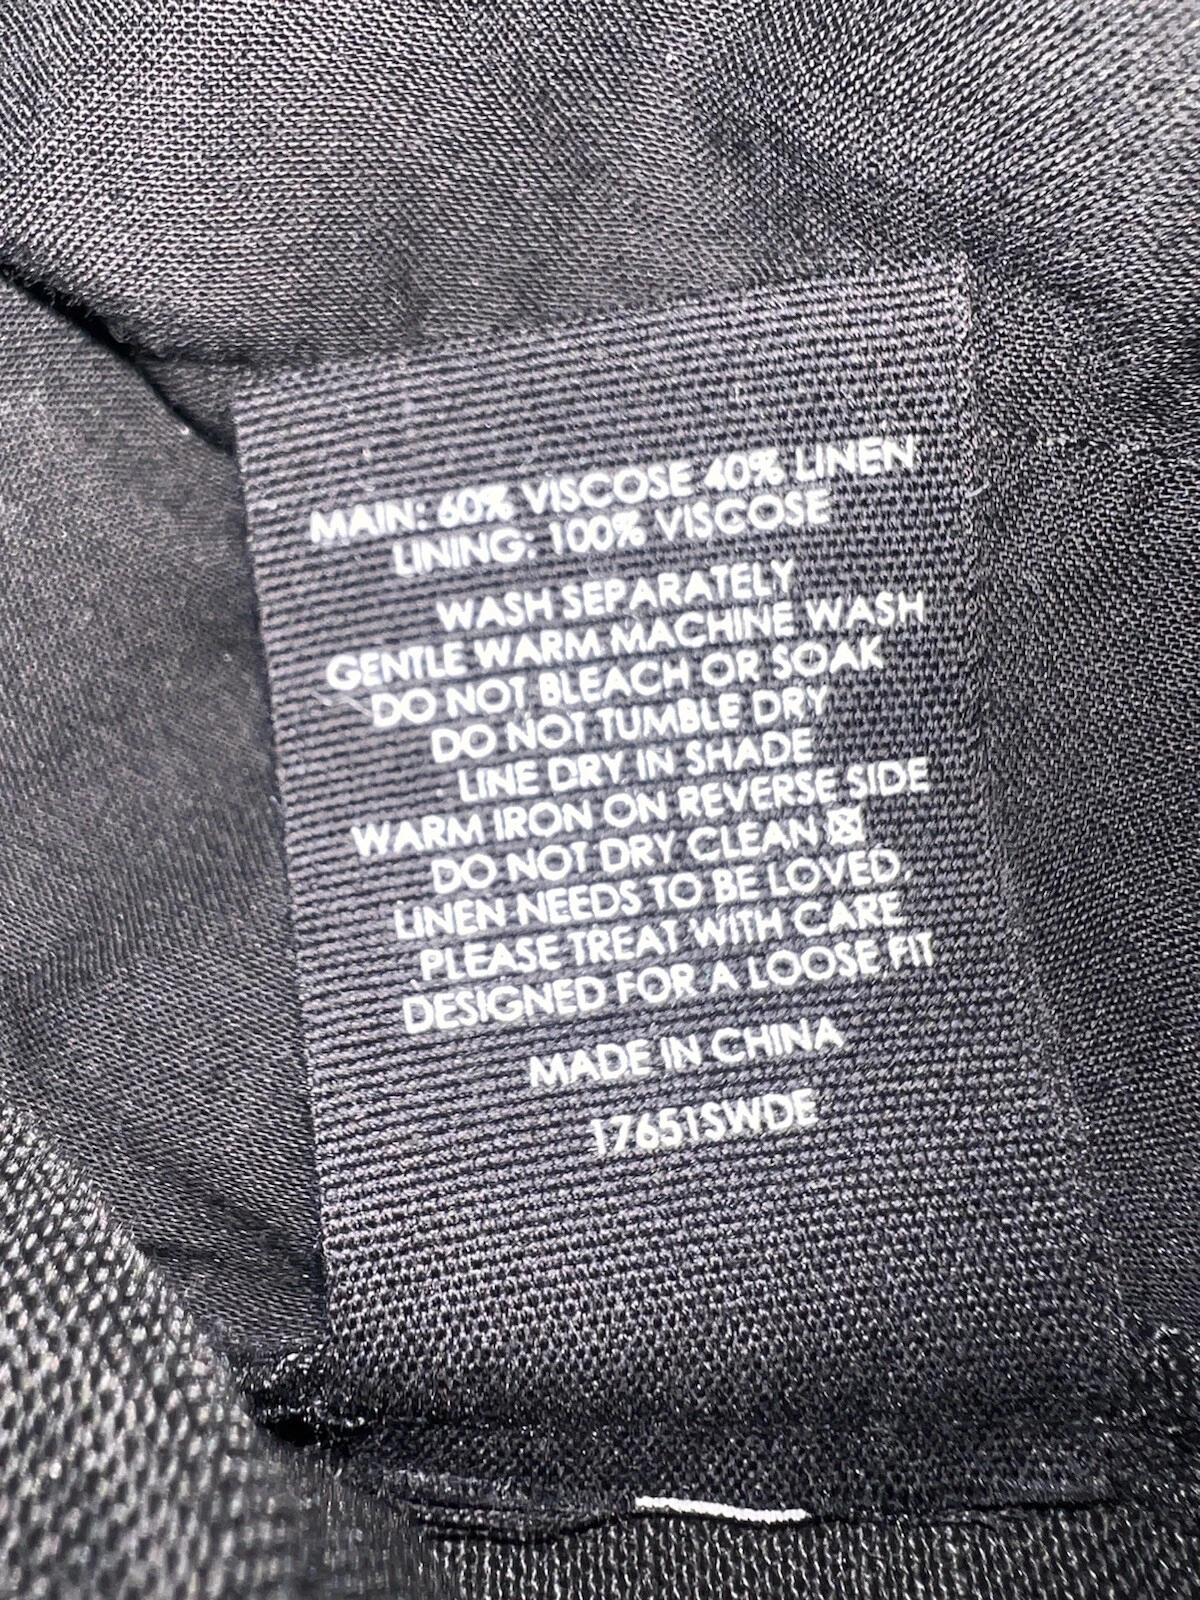 MAIN: 60% VISCOSE 40% LINEN
LINING: 100% VISCOSE
WASH SEPARATELY
GENTLE WARM MACHINE WASH
DO NOT BLEACH OR SOAK
DO NOT TUMBLE DRY
LINE DRY IN SHADE
WARM IRON ON REVERSE SIDE
DO NOT DRY CLEAN
LINEN NEEDS TO BE LOVED,
PLEASE TREAT WITH CARE
DESIGNED FOR A LOOSE FIT
MADE IN CHINA
17651SWDE